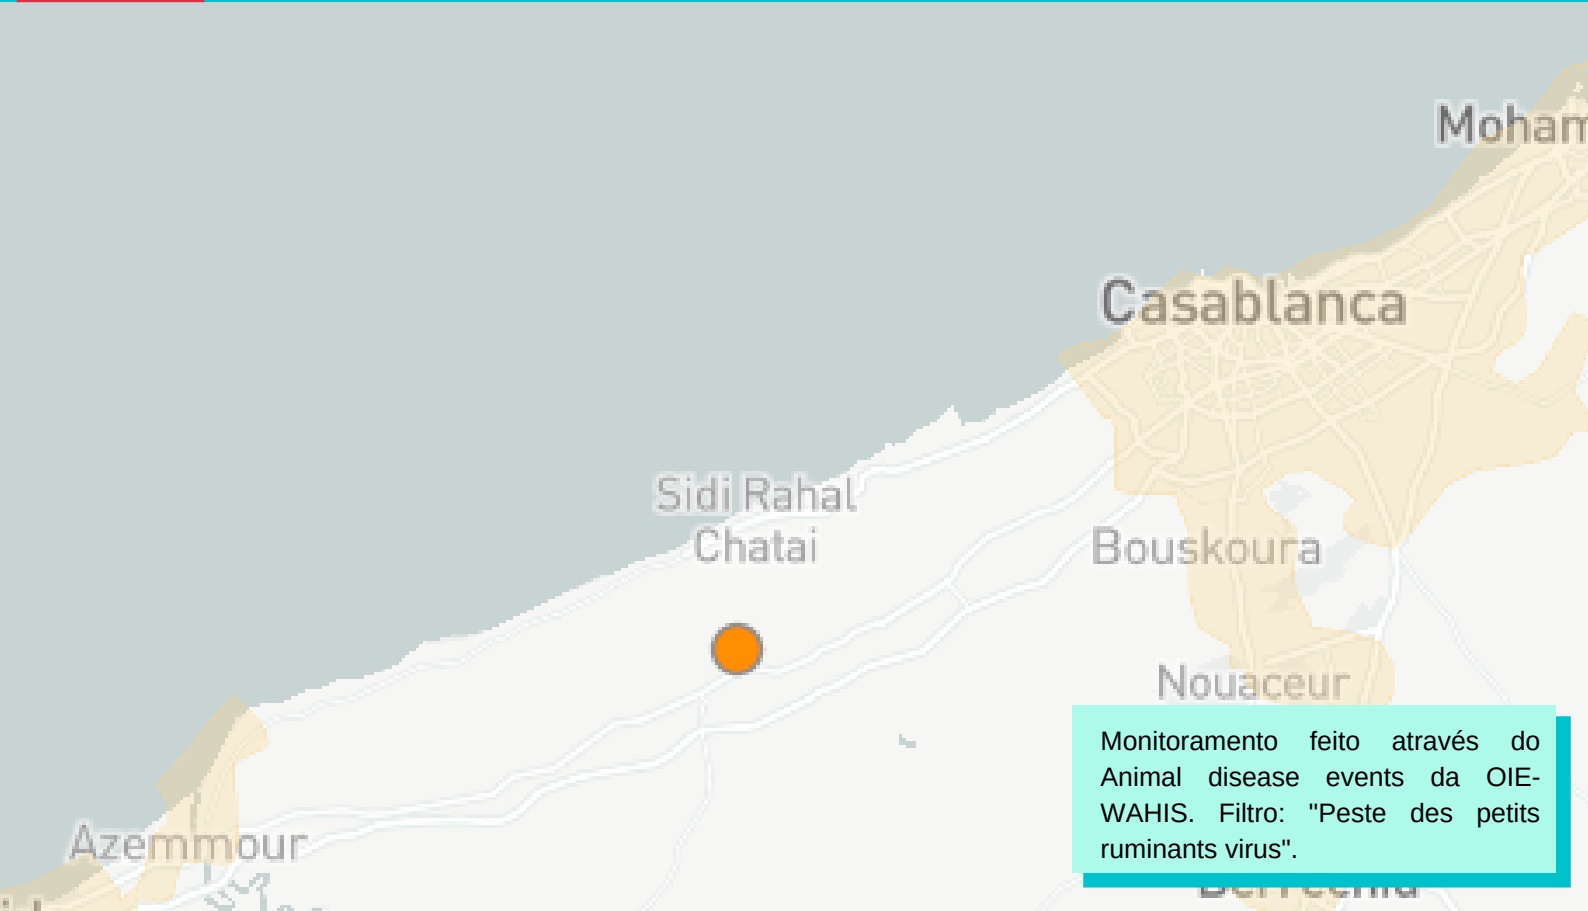 Moham
Casablanca
Sidi Rahal
Chatai
Bouskoura
Nouaceur
Monitoramento feito através do
Animal disease events da OIE-
WAHIS. Filtro: "Peste des petits
ruminants virus".
Azemmour